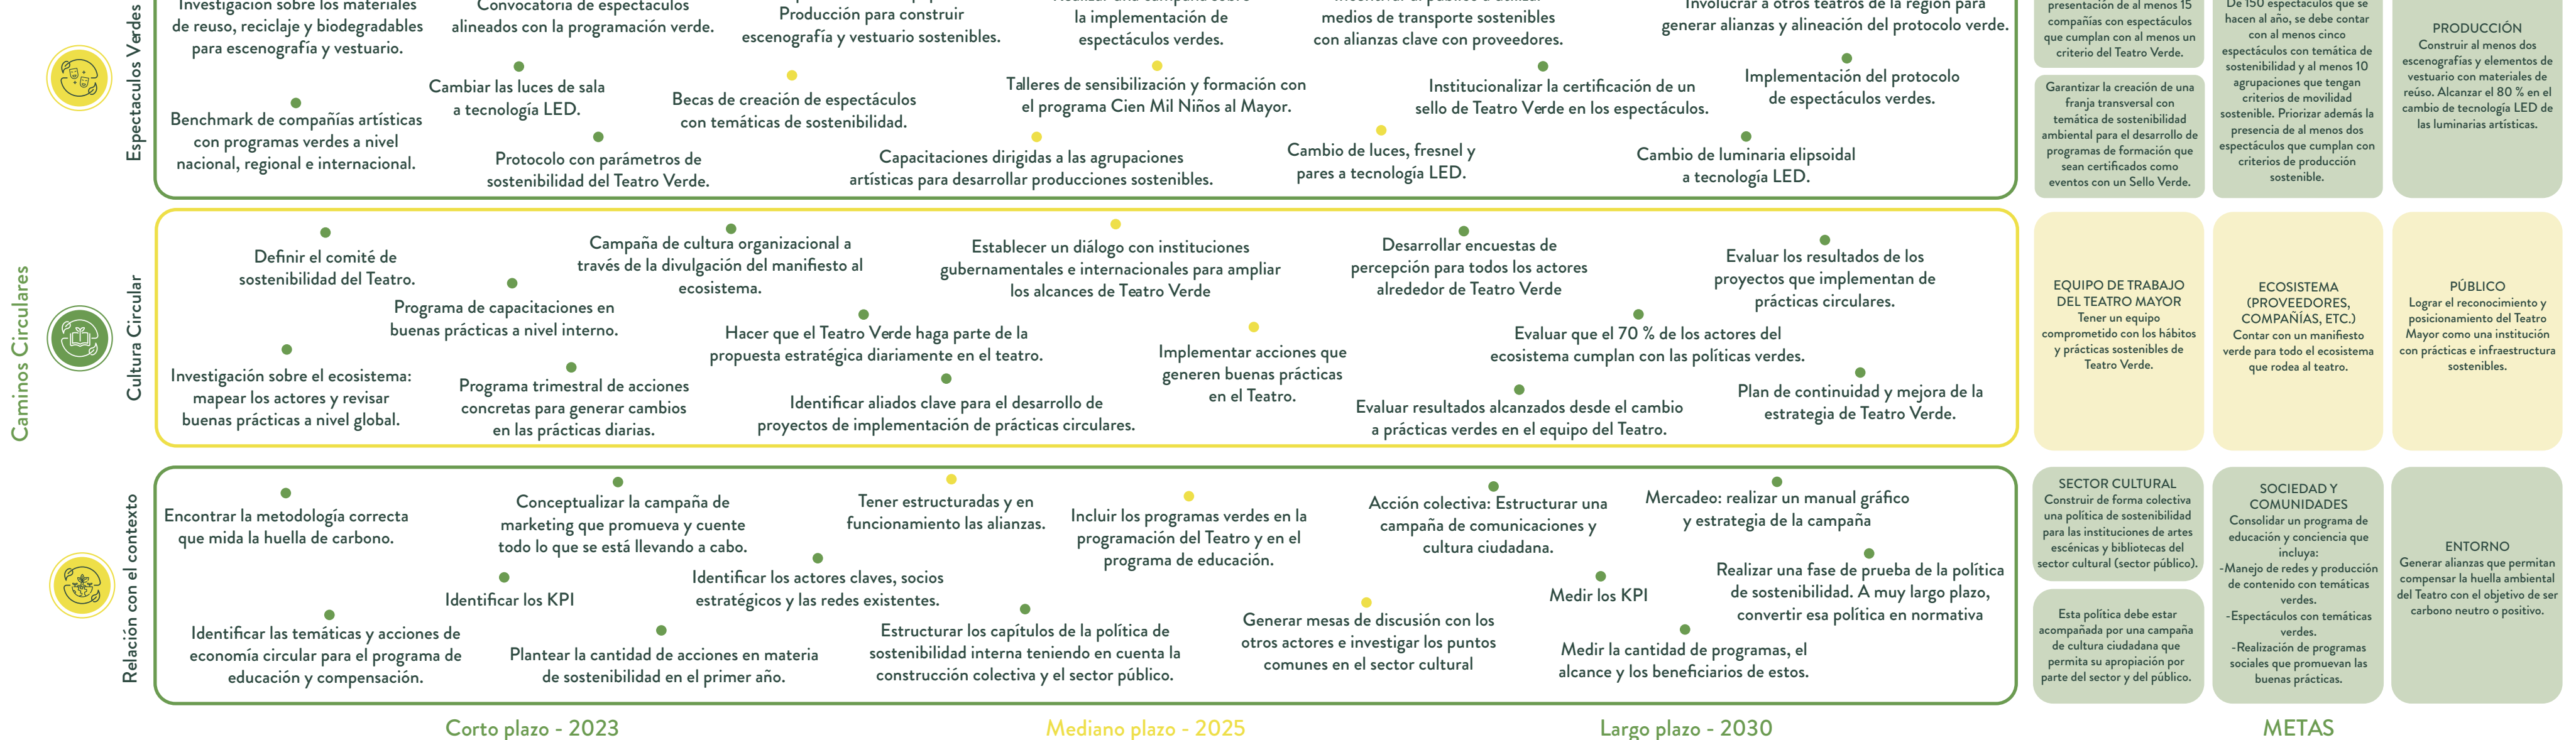 Caminos Circulares
Espectaculos Verdes
Investigación sobre los materiales
de reuso, reciclaje y biodegradables
para escenografía y vestuario.
Benchmark de compañías artísticas
con programas verdes a nivel
nacional, regional e internacional.
Convocatoria de espectáculos
alineados con la programación verde.
Cambiar las luces de sala
a tecnología LED.
Protocolo con parámetros de
sostenibilidad del Teatro Verde.
Producción para construir
escenografía y vestuario sostenibles.
Becas de creación de espectáculos
con temáticas de sostenibilidad.
la implementación de
espectáculos verdes.
Talleres de sensibilización y formación con
el programa Cien Mil Niños al Mayor.
Capacitaciones dirigidas a las agrupaciones
artísticas para desarrollar producciones sostenibles.
medios de transporte sostenibles
con alianzas clave con proveedores.
Institucionalizar la certificación de un
sello de Teatro Verde en los espectáculos.
Cambio de luces, fresnel y
pares a tecnología LED.
Involucrar a otros teatros de la región para
generar alianzas y alineación del protocolo verde.
Implementación del protocolo
de espectáculos verdes.
Cambio de luminaria elipsoidal
a tecnología LED.
presentación de al menos 15
compañías con espectáculos
que cumplan con al menos un
criterio del Teatro Verde.
Garantizar la creación de una
franja transversal con
temática de sostenibilidad
ambiental para el desarrollo de
programas de formación que
sean certificados como
eventos con un Sello Verde.
De 150 espectáculos que se
hacen al año, se debe contar
con al menos cinco
espectáculos con temática de
sostenibilidad y al menos 10
agrupaciones que tengan
criterios de movilidad
sostenible. Priorizar además la
presencia de al menos dos
espectáculos que cumplan con
criterios de producción
sostenible.
PRODUCCIÓN
Construir al menos dos
escenografías y elementos de
vestuario con materiales de
reúso. Alcanzar el 80 % en el
cambio de tecnología LED de
las luminarias artísticas.
Cultura Circular
Definir el comité de
sostenibilidad del Teatro.
Programa de capacitaciones en
buenas prácticas a nivel interno.
Investigación sobre el ecosistema:
mapear los actores y revisar
buenas prácticas a nivel global.
Programa trimestral de acciones
concretas para generar cambios
en las prácticas diarias.
Campaña de cultura organizacional a
través de la divulgación del manifiesto al
ecosistema.
Hacer que el Teatro Verde haga parte de la
propuesta estratégica diariamente en el teatro.
Identificar aliados clave para el desarrollo de
proyectos de implementación de prácticas circulares.
Establecer un diálogo con instituciones
gubernamentales e internacionales para ampliar
los alcances de Teatro Verde
Implementar acciones que
generen buenas prácticas
en el Teatro.
Desarrollar encuestas de
percepción para todos los actores
alrededor de Teatro Verde
Evaluar que el 70 % de los actores del
ecosistema cumplan con las políticas verdes.
Evaluar resultados alcanzados desde el cambio
a prácticas verdes en el equipo del Teatro.
Evaluar los resultados de los
proyectos que implementan de
prácticas circulares.
Plan de continuidad y mejora de la
estrategia de Teatro Verde.
EQUIPO DE TRABAJO
DEL TEATRO MAYOR
Tener un equipo
comprometido con los hábitos
y prácticas sostenibles de
Teatro Verde.
ECOSISTEMA
(PROVEEDORES,
COMPAÑÍAS, ETC.)
Contar con un manifiesto
verde para todo el ecosistema
que rodea al teatro.
PÚBLICO
Lograr el reconocimiento y
posicionamiento del Teatro
Mayor como una institución
con prácticas e infraestructura
sostenibles.
Relación con el contexto
Encontrar la metodología correcta
que mida la huella de carbono.
Identificar los KPI
Identificar las temáticas y acciones de
economía circular para el programa de
educación y compensación.
Conceptualizar la campaña de
marketing que promueva y cuente
todo lo que se está llevando a cabo.
Plantear la cantidad de acciones en materia
de sostenibilidad en el primer año.
Identificar los actores claves, socios
estratégicos y las redes existentes.
Tener estructuradas y en
funcionamiento las alianzas.
Estructurar los capítulos de la política de
sostenibilidad interna teniendo en cuenta la
construcción colectiva y el sector público.
Incluir los programas verdes en la
programación del Teatro y en el
programa de educación.
Generar mesas de discusión con los
otros actores e investigar los puntos
comunes en el sector cultural
Acción colectiva: Estructurar una
campaña de comunicaciones y
cultura ciudadana.
Medir los KPI
Medir la cantidad de programas, el
alcance y los beneficiarios de estos.
Mercadeo: realizar un manual gráfico
y estrategia de la campaña
Realizar una fase de prueba de la política
de sostenibilidad. A muy largo plazo,
convertir esa política en normativa
SECTOR CULTURAL
Construir de forma colectiva
una política de sostenibilidad
para las instituciones de artes
escénicas y bibliotecas del
sector cultural (sector público).
Esta política debe estar
acompañada por una campaña
de cultura ciudadana que
permita su apropiación por
parte del sector y del público.
SOCIEDAD Y
COMUNIDADES
Consolidar un programa de
educación y conciencia que
incluya:
-Manejo de redes y producción
de contenido con temáticas
verdes.
-Espectáculos con temáticas
verdes.
-Realización de programas
sociales que promuevan las
buenas prácticas.
ENTORNO
Generar alianzas que permitan
compensar la huella ambiental
del Teatro con el objetivo de ser
carbono neutro o positivo.
Corto plazo - 2023
Mediano plazo - 2025
Largo plazo - 2030
METAS